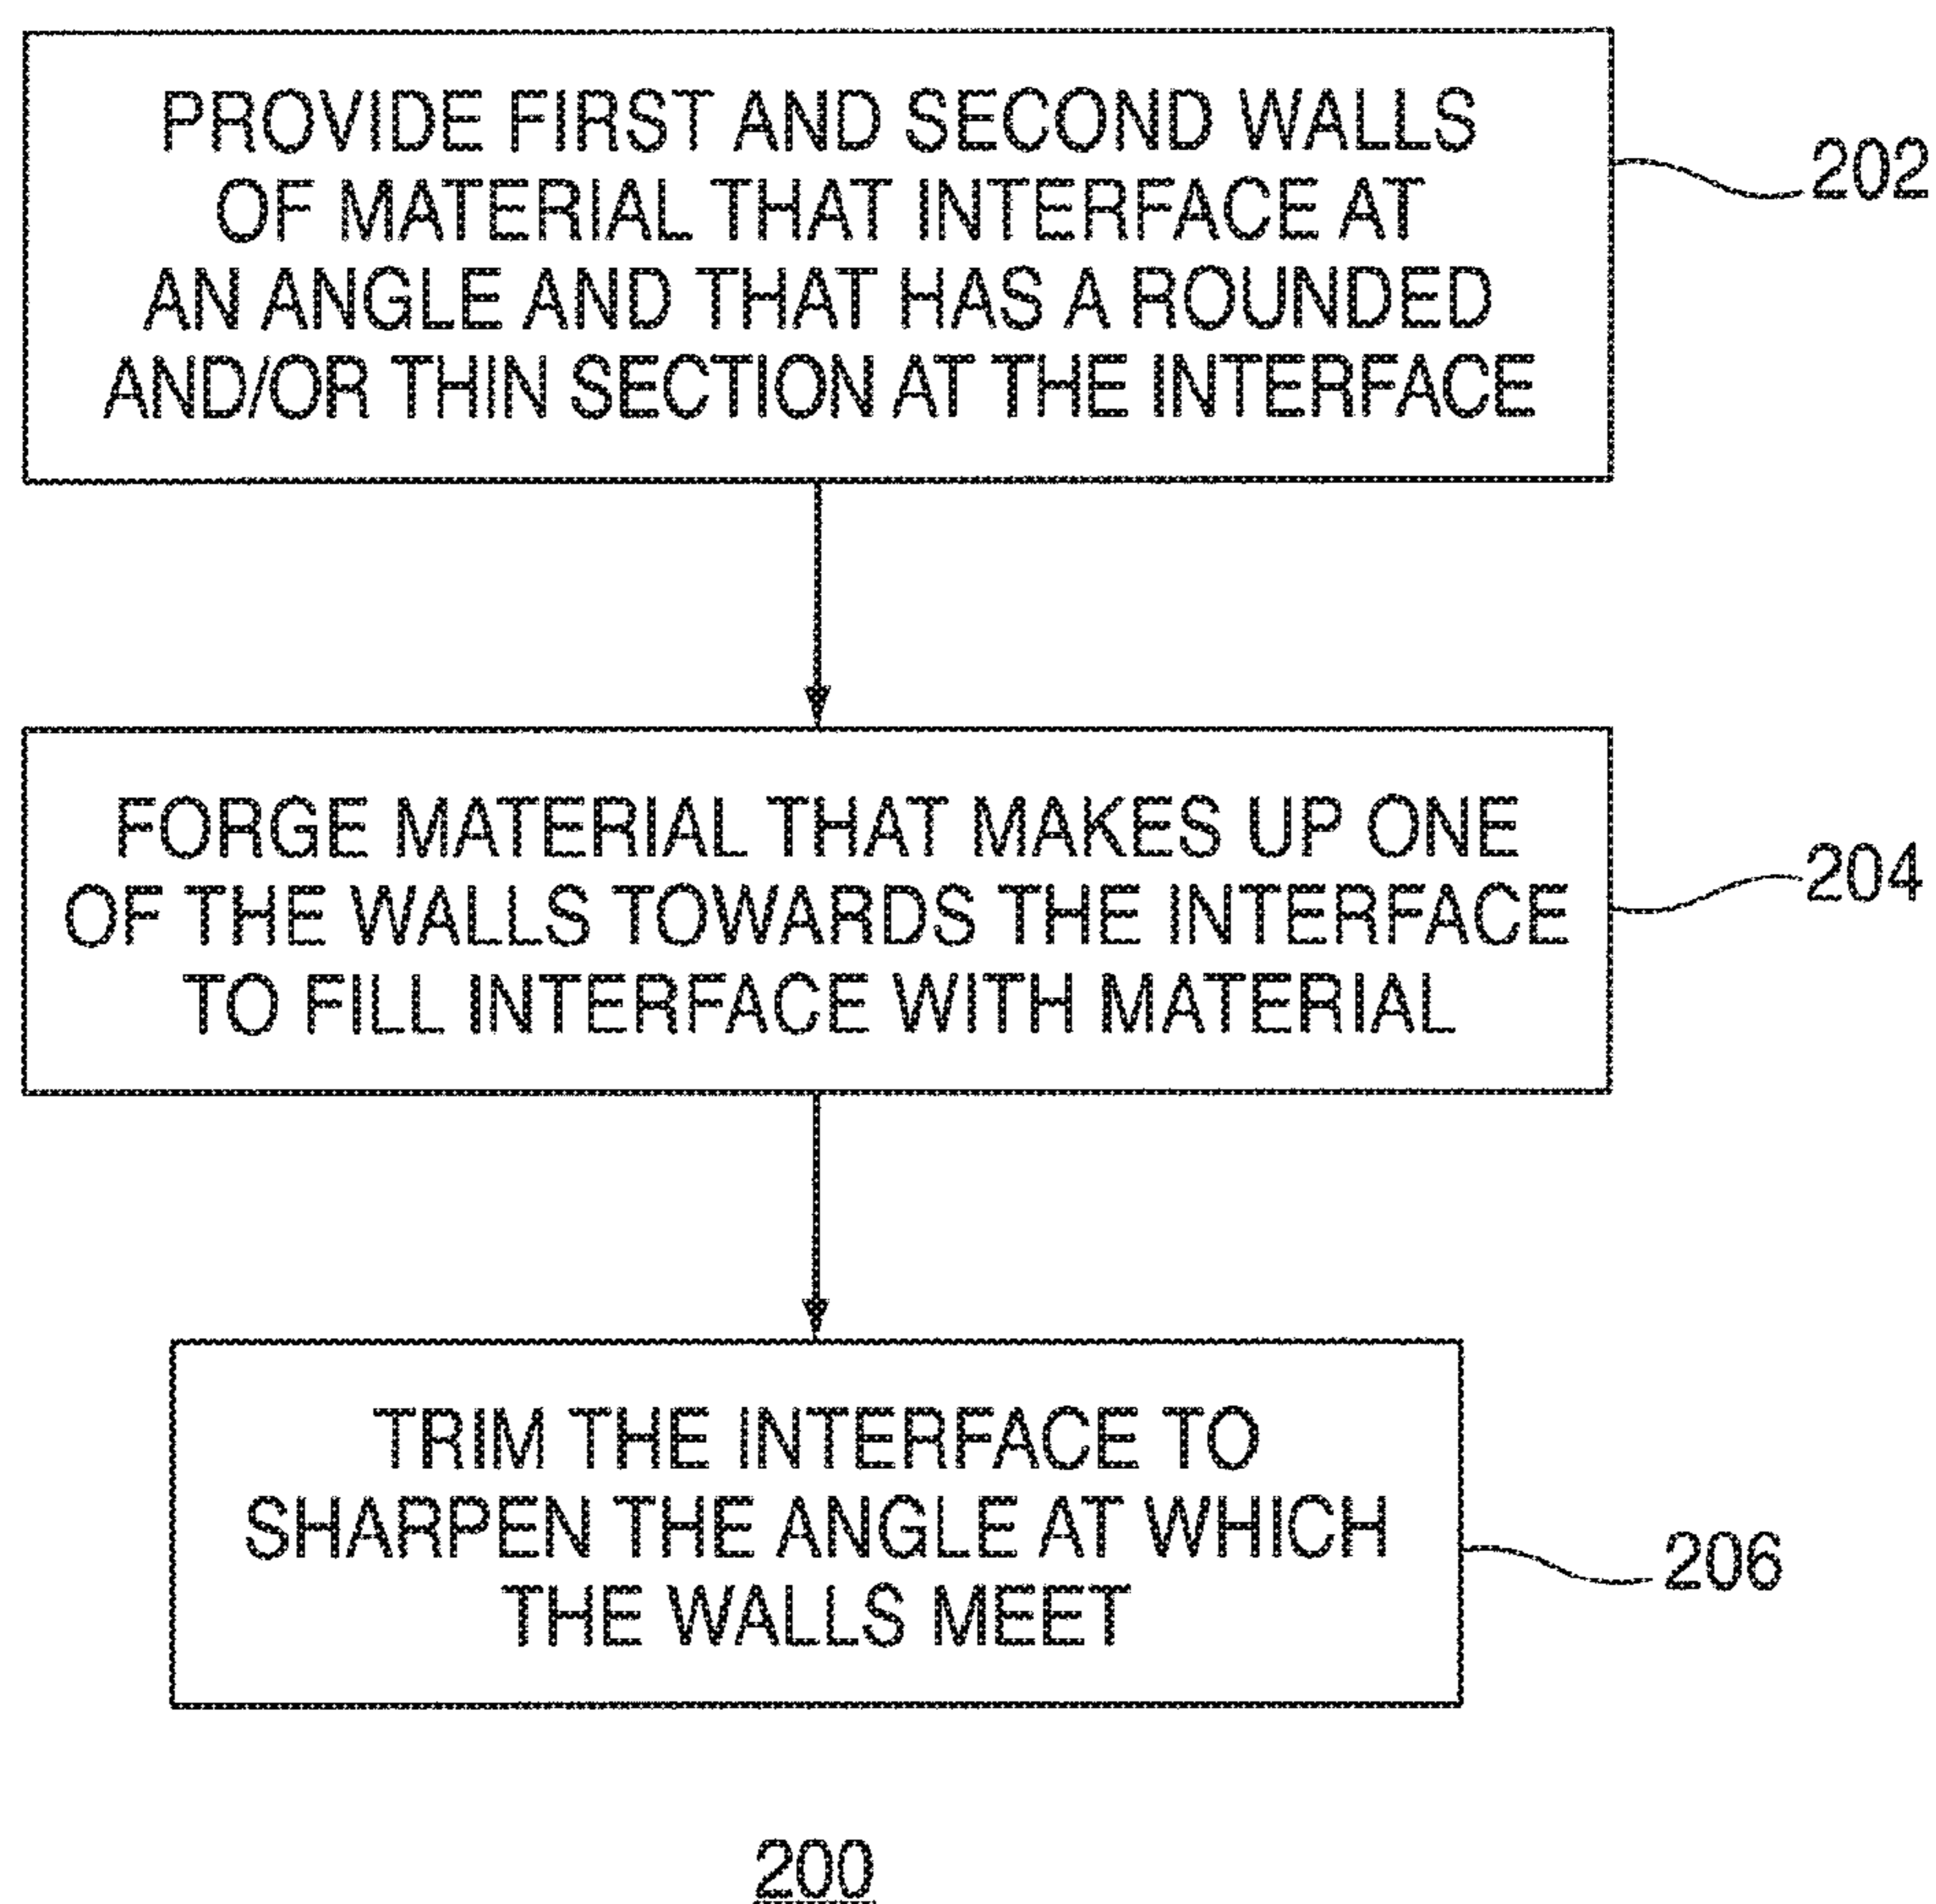 PROVIDE FIRST AND SECOND WALLS
OF MATERIAL THAT INTERFACE AT
AN ANGLE AND THAT HAS A ROUNDED
AND/OR THIN SECTION AT THE INTERFACE
202
FORGE MATERIAL THAT MAKES UP ONE
OF THE WALLS TOWARDS THE INTERFACE
TO FILL INTERFACE WITH MATERIAL
204
TRIM THE INTERFACE TO
SHARPEN THE ANGLE AT WHICH
THE WALLS MEET
206
200